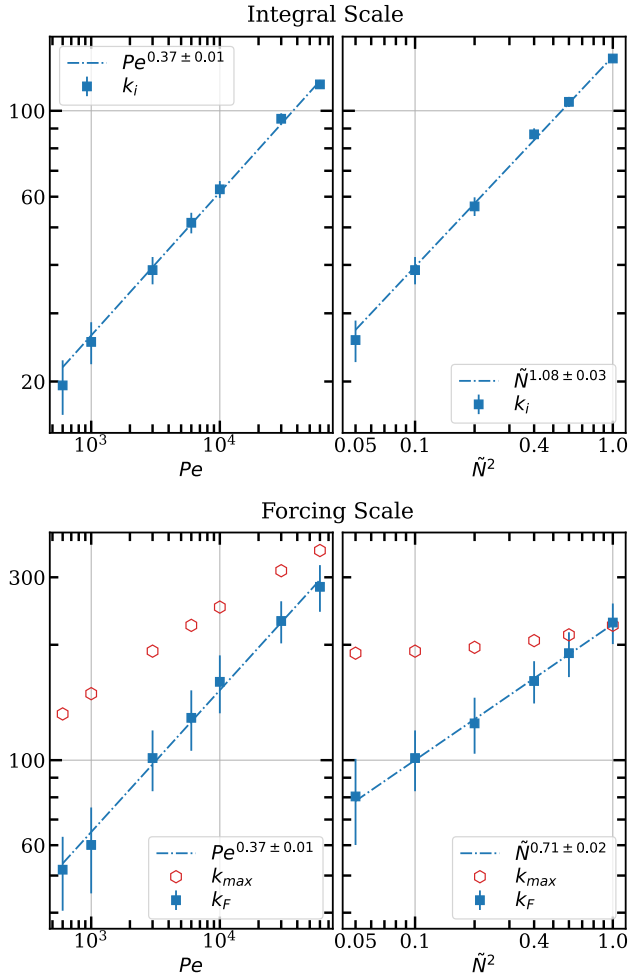 Integral Scale
Pe^0.37 ± 0.01
k_i
100
60
20
10^3
10^4
Pe
Ñ^1.08 ± 0.03
k_i
0.05
0.1
0.4
1.0
Ñ^2
Forcing Scale
300
100
60
Pe^0.37 ± 0.01
k_max
k_F
10^3
10^4
Pe
Ñ^0.71 ± 0.02
k_max
k_F
0.05
0.1
0.4
1.0
Ñ^2